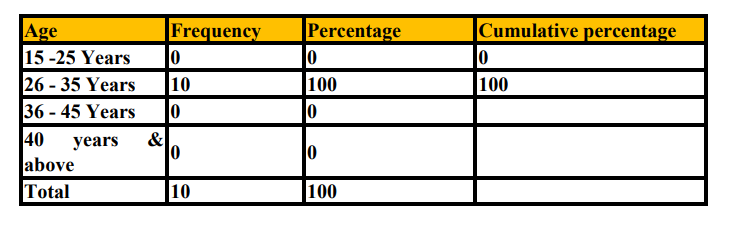 Age Frequency Percentage Cumulative percentage
15 -25 Years 0 0 0
26 - 35 Years 10 100 100
36 - 45 Years 0 0
40 years &
above 0 0
Total 10 100